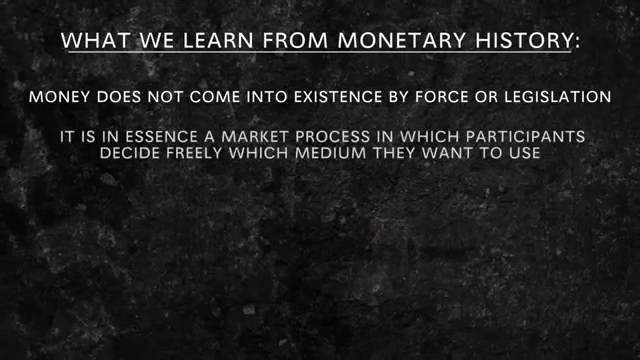 WHAT WE LEARN FROM MONETARY HISTORY:
MONEY DOES NOT COME INTO EXISTENCE BY FORCE OR LEGISLATION
IT IS IN ESSENCE A MARKET PROCESS IN WHICH PARTICIPANTS
DECIDE FREELY WHICH MEDIUM THEY WANT TO USE